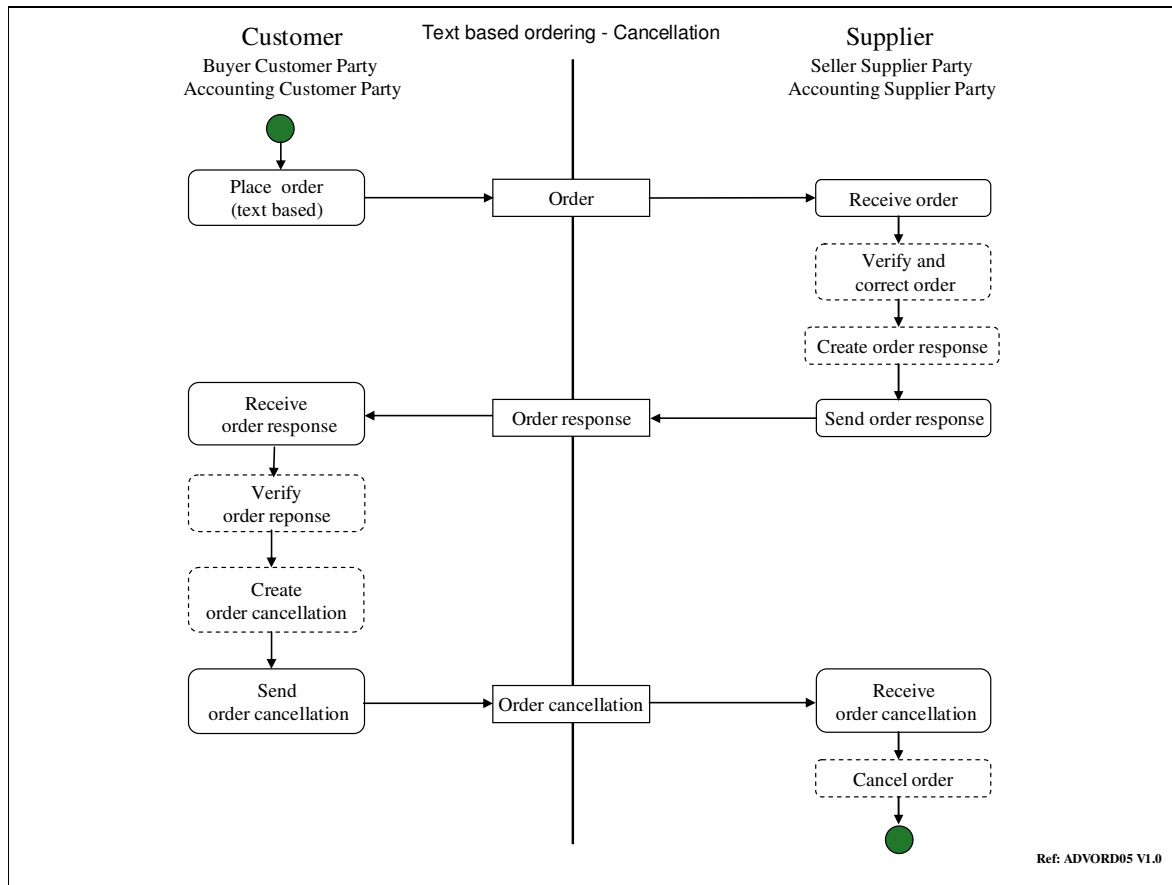 Customer
Text based ordering - Cancellation
Supplier
Buyer Customer Party
Accounting Customer Party
Seller Supplier Party
Accounting Supplier Party
Place order
(text based)
Order
Receive order
Verify and
correct order
Create order response
Send order response
Order response
Receive
order response
Verify
order reponse
Create
order cancellation
Send
order cancellation
Order cancellation
Receive
order cancellation
Cancel order
Ref: ADVORD05 V1.0